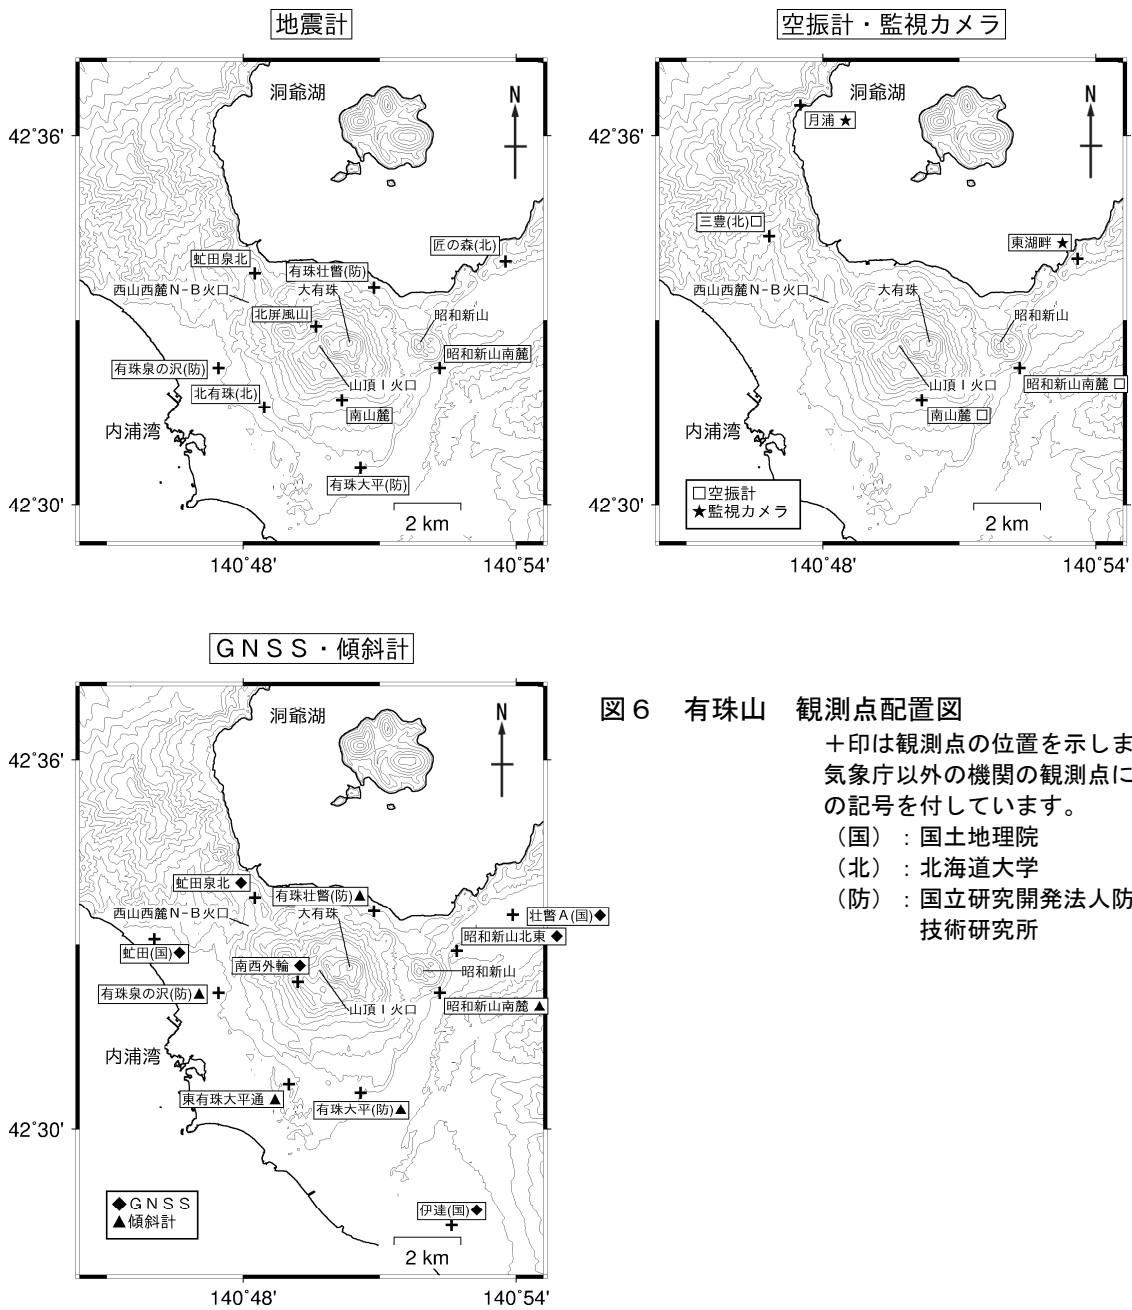 地震計
洞爺湖
N
42°36'
匠の森(北)
虻田泉北
有珠壮瞥(防)
西山西麓Ｎ−Ｂ火口
大有珠
北屏風山
昭和新山
昭和新山南麓
有珠泉の沢(防)
山頂Ｉ火口
北有珠(北)
南山麓
内浦湾
有珠大平(防)
42°30'
2 km
140°48'
140°54'
空振計・監視カメラ
洞爺湖
N
月浦 ★
42°36'
三豊(北)□
東湖畔 ★
西山西麓Ｎ−Ｂ火口
大有珠
昭和新山
山頂Ｉ火口
昭和新山南麓 □
南山麓 □
内浦湾
□空振計
★監視カメラ
42°30'
2 km
140°48'
140°54'
ＧＮＳＳ・傾斜計
洞爺湖
N
42°36'
虻田泉北 ◆
有珠壮瞥(防)▲
西山西麓Ｎ−Ｂ火口
大有珠
壮瞥Ａ(国)◆
昭和新山北東 ◆
虻田(国)◆
南西外輪 ◆
昭和新山
有珠泉の沢(防)▲
山頂Ｉ火口
昭和新山南麓 ▲
内浦湾
東有珠大平通 ▲
有珠大平(防)▲
42°30'
◆ＧＮＳＳ
▲傾斜計
伊達(国)◆
2 km
140°48'
140°54'
図６　有珠山　観測点配置図
＋印は観測点の位置を示しま
気象庁以外の機関の観測点に
の記号を付しています。
（国）：国土地理院
（北）：北海道大学
（防）：国立研究開発法人防
技術研究所